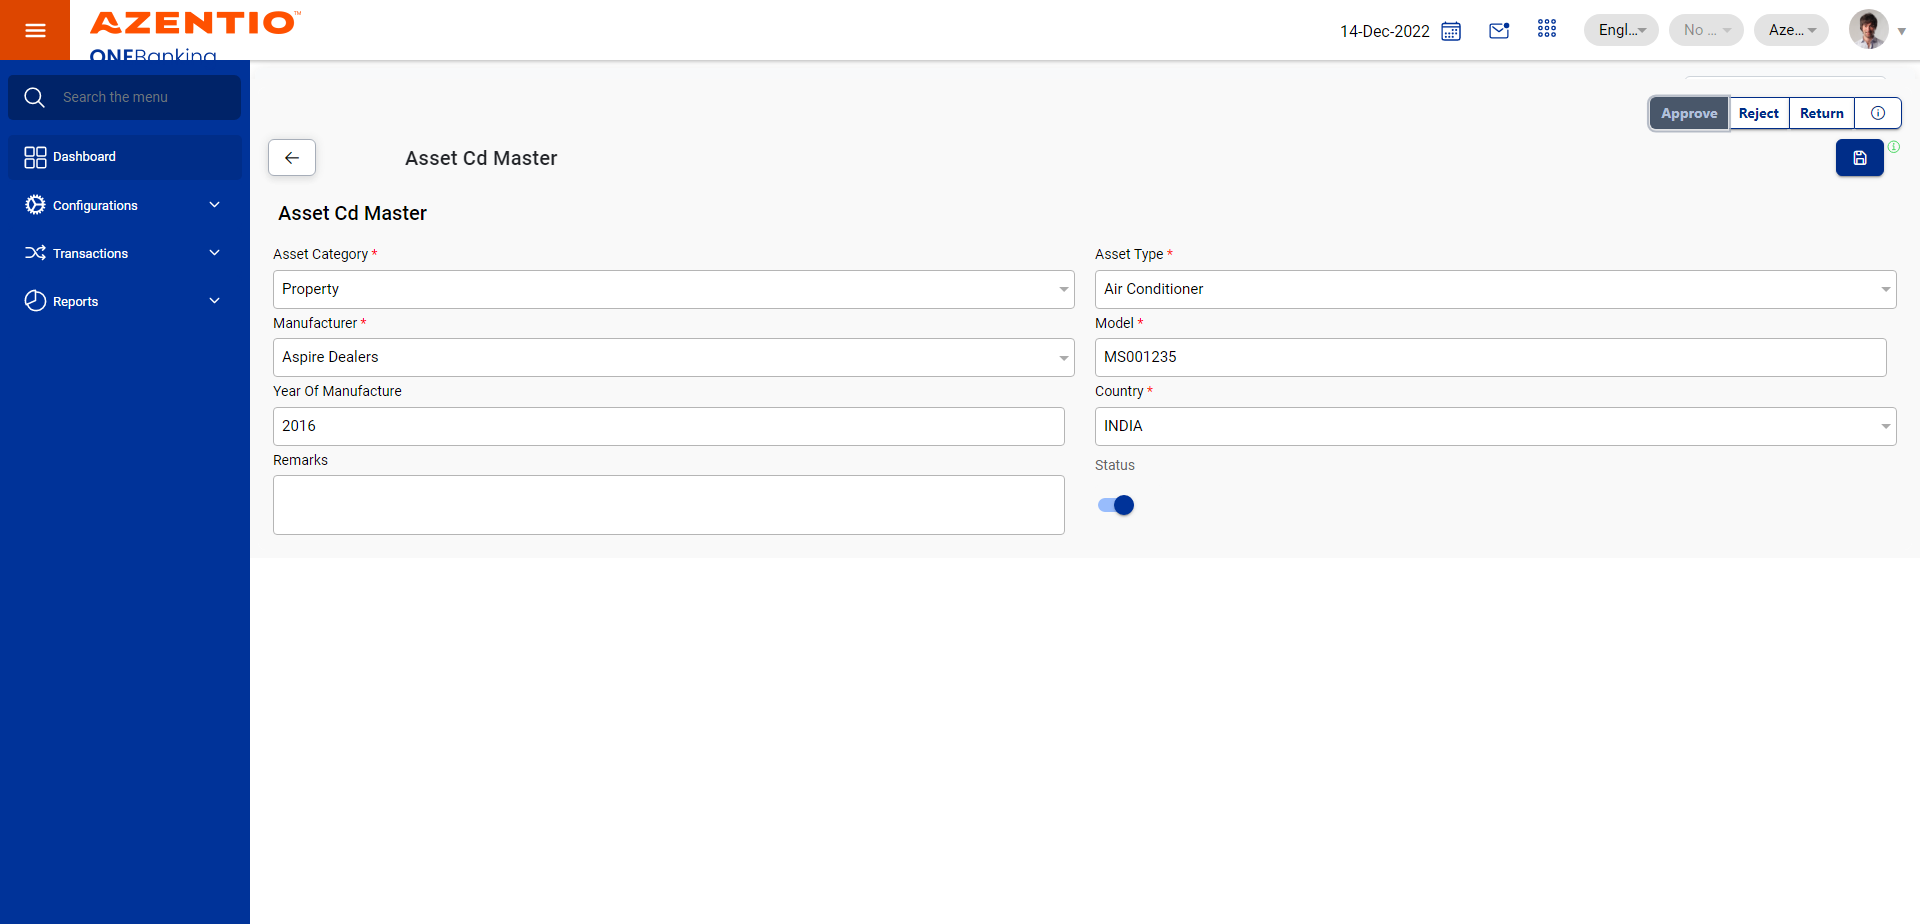 AZENTIO™
ONEBanking
14-Dec-2022
Engl...
No ...
Aze...
Search the menu
Dashboard
Configurations
Transactions
Reports
Approve
Reject
Return
Asset Cd Master
Asset Cd Master
Asset Category *
Asset Type *
Property
Air Conditioner
Manufacturer *
Model *
Aspire Dealers
MS001235
Year Of Manufacture
Country *
2016
INDIA
Remarks
Status